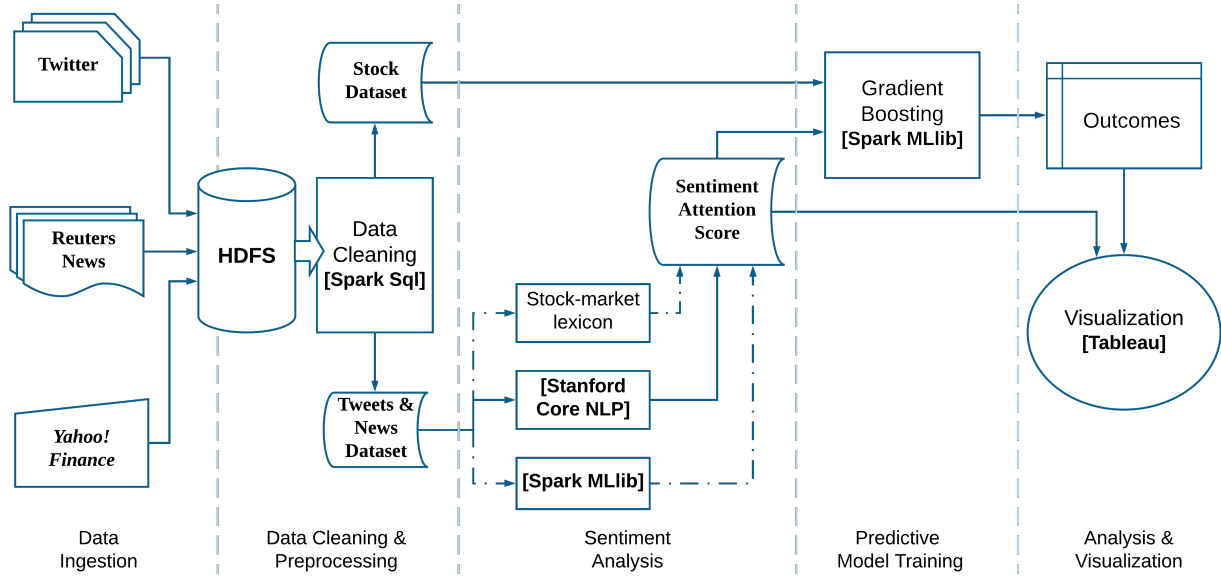 Twitter
Reuters
News
Yahoo!
Finance
HDFS
Stock
Dataset
Data
Cleaning
[Spark Sql]
Tweets &
News
Dataset
Stock-market
lexicon
[Stanford
Core NLP]
[Spark MLlib]
Sentiment
Attention
Score
Gradient
Boosting
[Spark MLlib]
Outcomes
Visualization
[Tableau]
Data
Ingestion
Data Cleaning &
Preprocessing
Sentiment
Analysis
Predictive
Model Training
Analysis &
Visualization